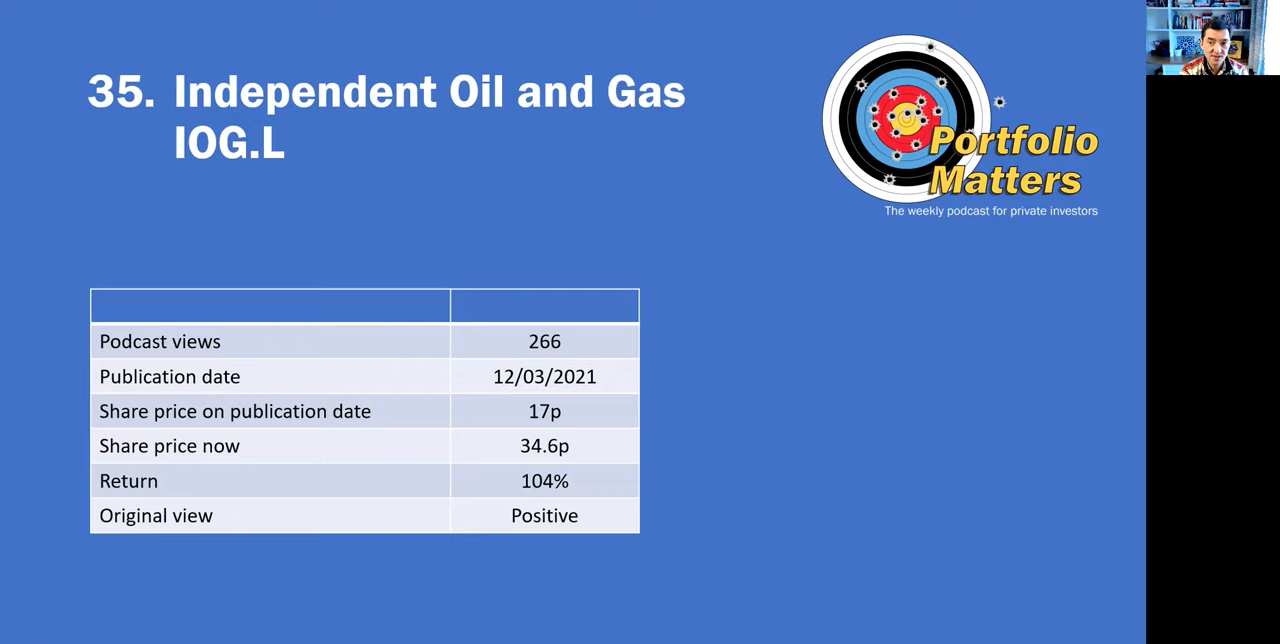 35. Independent Oil and Gas
IOG.L
Portfolio
Matters
The weekly podcast for private investors
Podcast views 266
Publication date 12/03/2021
Share price on publication date 17p
Share price now 34.6p
Return 104%
Original view Positive